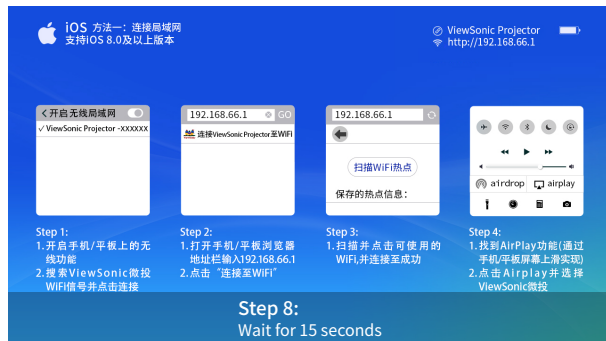 iOS 方法一：连接局域网
支持iOS 8.0及以上版本
ViewSonic Projector
http://192.168.66.1
开启无线局域网
√ ViewSonic Projector -XXXXXX
192.168.66.1 GO
连接ViewSonic Projector至WiFi
192.168.66.1
扫描WiFi热点
保存的热点信息：
airdrop airplay
Step 1:
1.开启手机/平板上的无
线功能
2.搜索ViewSonic微投
WiFi信号并点击连接
Step 2:
1.打开手机/平板浏览器
地址栏输入192.168.66.1
2.点击“连接至WiFi”
Step 3:
1.扫描并点击可使用的
WiFi,并连接至成功
Step 4:
1.找到AirPlay功能(通过
手机/平板屏幕上滑实现)
2.点击Airplay并选择
ViewSonic微投
Step 8:
Wait for 15 seconds